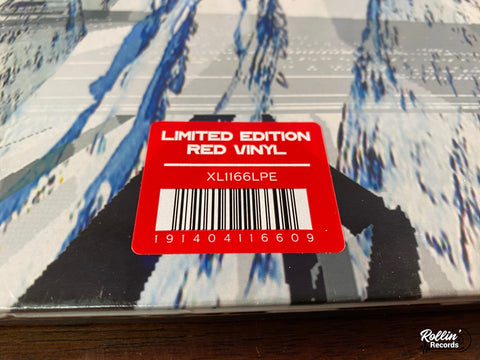 LIMITED EDITION
RED VINYL
XL1166LPE
191404116609
Rollin'
Records